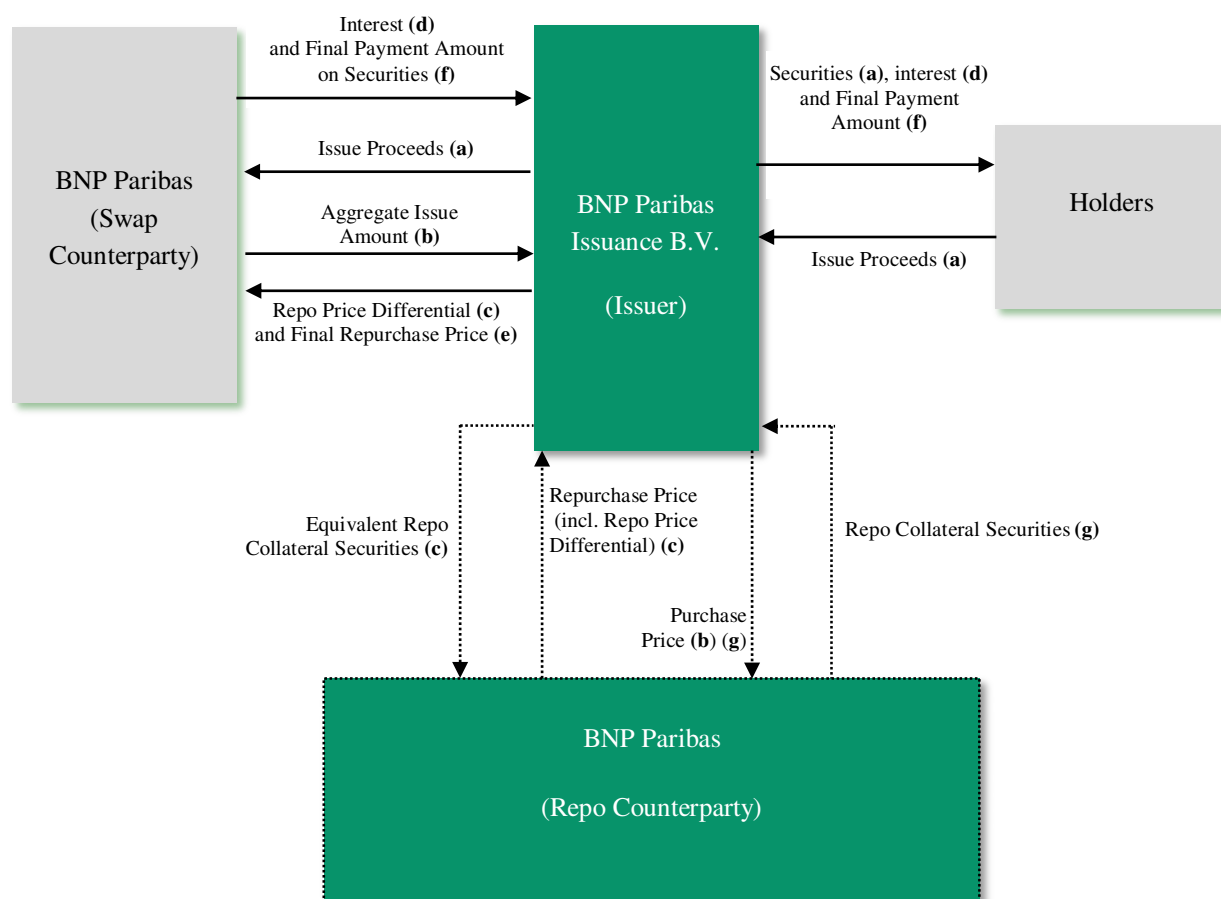 Interest (d)
and Final Payment Amount
on Securities (f)
Securities (a), interest (d)
and Final Payment
Amount (f)
Issue Proceeds (a)
BNP Paribas
(Swap
Counterparty)
Aggregate Issue
Amount (b)
BNP Paribas
Issuance B.V.
(Issuer)
Holders
Issue Proceeds (a)
Repo Price Differential (c)
and Final Repurchase Price (e)
Equivalent Repo
Collateral Securities (c)
Repurchase Price
(incl. Repo Price
Differential) (c)
Repo Collateral Securities (g)
Purchase
Price (b) (g)
BNP Paribas
(Repo Counterparty)